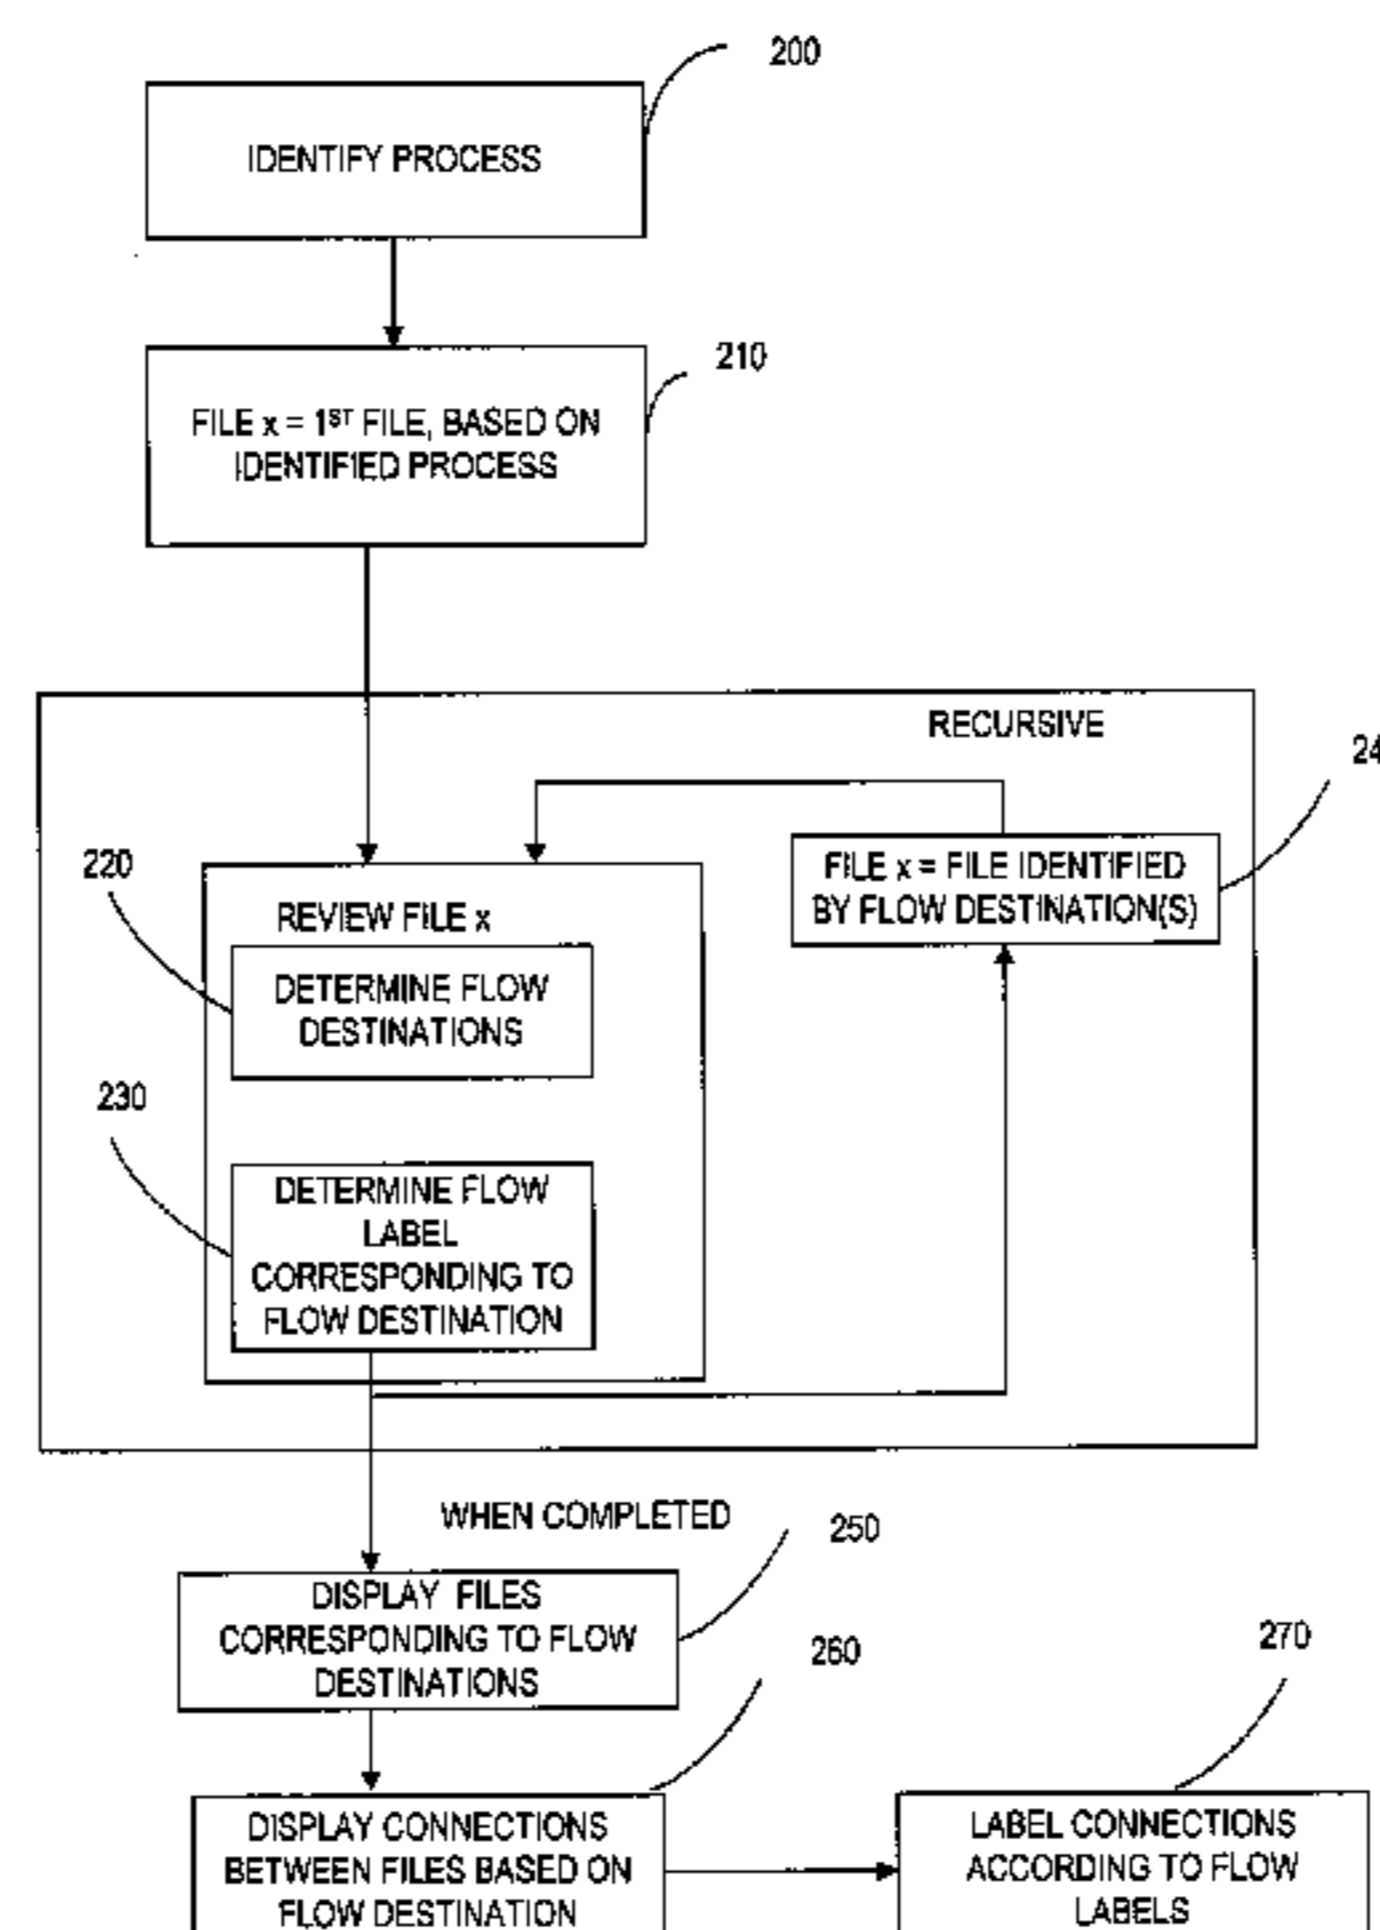 200
IDENTIFY PROCESS
210
FILE x = 1ST FILE, BASED ON
IDENTIFIED PROCESS
RECURSIVE
24
FILE x = FILE IDENTIFIED
BY FLOW DESTINATION(S)
220
REVIEW FILE x
DETERMINE FLOW
DESTINATIONS
230
DETERMINE FLOW
LABEL
CORRESPONDING TO
FLOW DESTINATION
WHEN COMPLETED
250
DISPLAY FILES
CORRESPONDING TO FLOW
DESTINATIONS
260
270
DISPLAY CONNECTIONS
BETWEEN FILES BASED ON
FLOW DESTINATION
LABEL CONNECTIONS
ACCORDING TO FLOW
LABELS